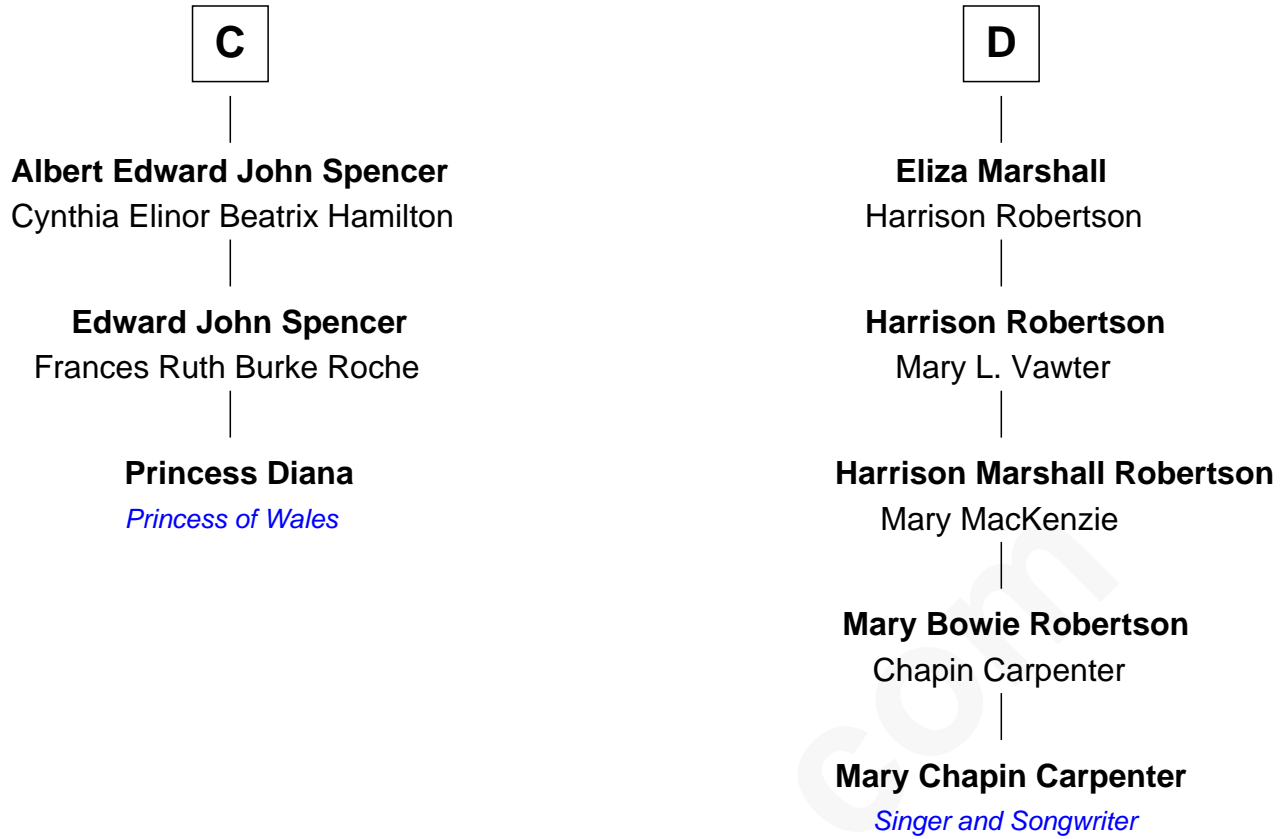 C
Albert Edward John Spencer
Cynthia Elinor Beatrix Hamilton
Edward John Spencer
Frances Ruth Burke Roche
Princess Diana
Princess of Wales
D
Eliza Marshall
Harrison Robertson
Harrison Robertson
Mary L. Vawter
Harrison Marshall Robertson
Mary MacKenzie
Mary Bowie Robertson
Chapin Carpenter
Mary Chapin Carpenter
Singer and Songwriter
com